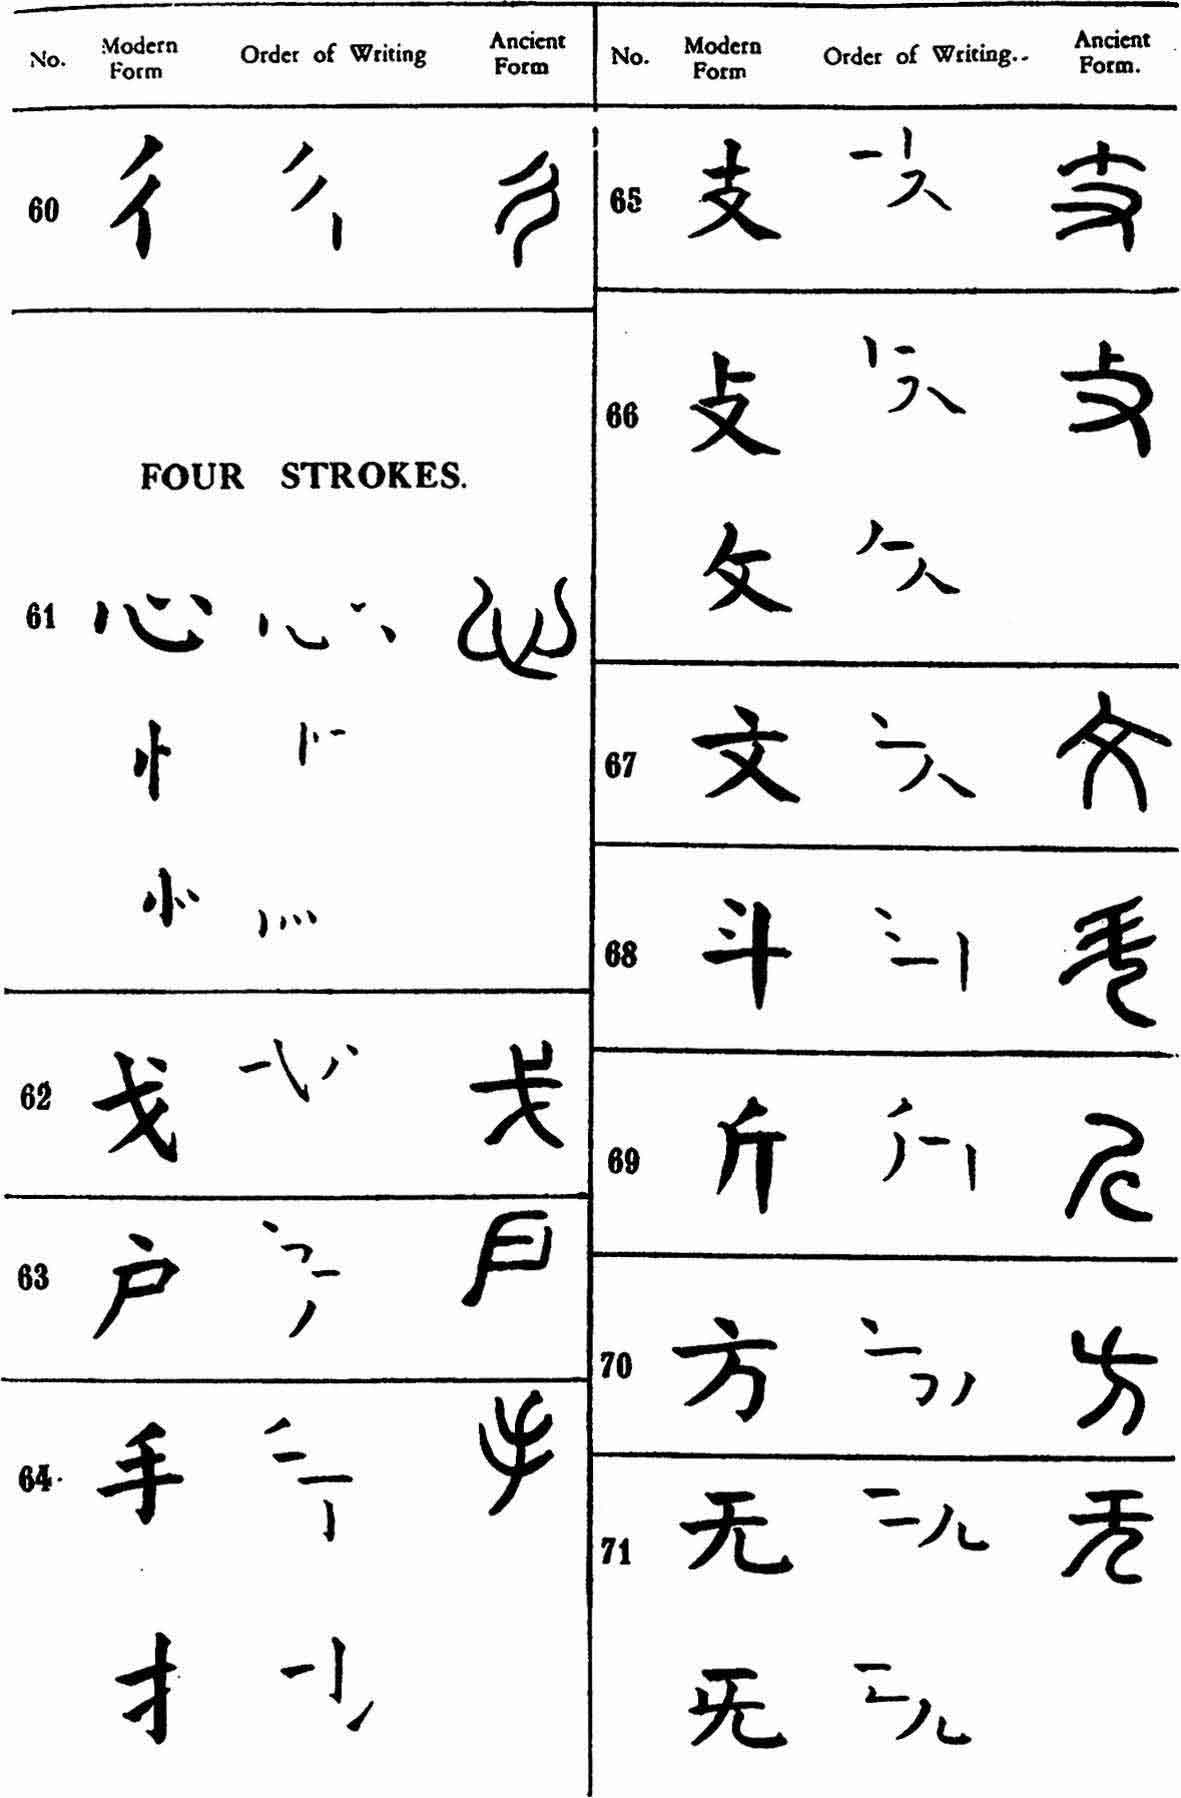 No. Modern Form Order of Writing Ancient Form
60 彳
FOUR STROKES.
61 心
忄
㣺
62 戈
63 户
64 手
扌
No. Modern Form Order of Writing.. Ancient Form.
65 支
66 攴
攵
67 文
68 斗
69 斤
70 方
71 无
旡